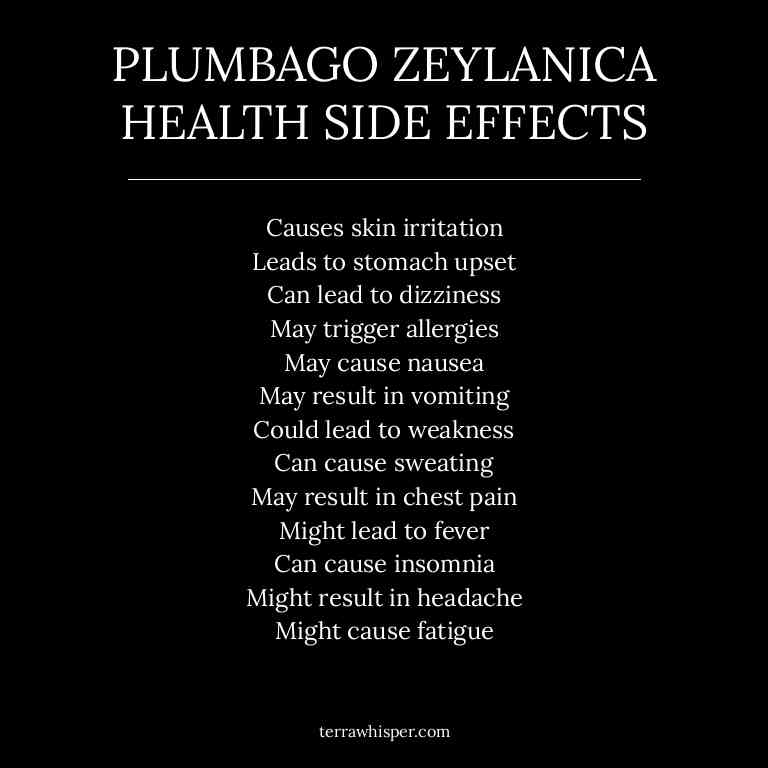 PLUMBAGO ZEYLANICA
HEALTH SIDE EFFECTS
Causes skin irritation
Leads to stomach upset
Can lead to dizziness
May trigger allergies
May cause nausea
May result in vomiting
Could lead to weakness
Can cause sweating
May result in chest pain
Might lead to fever
Can cause insomnia
Might result in headache
Might cause fatigue
terrawhisper.com